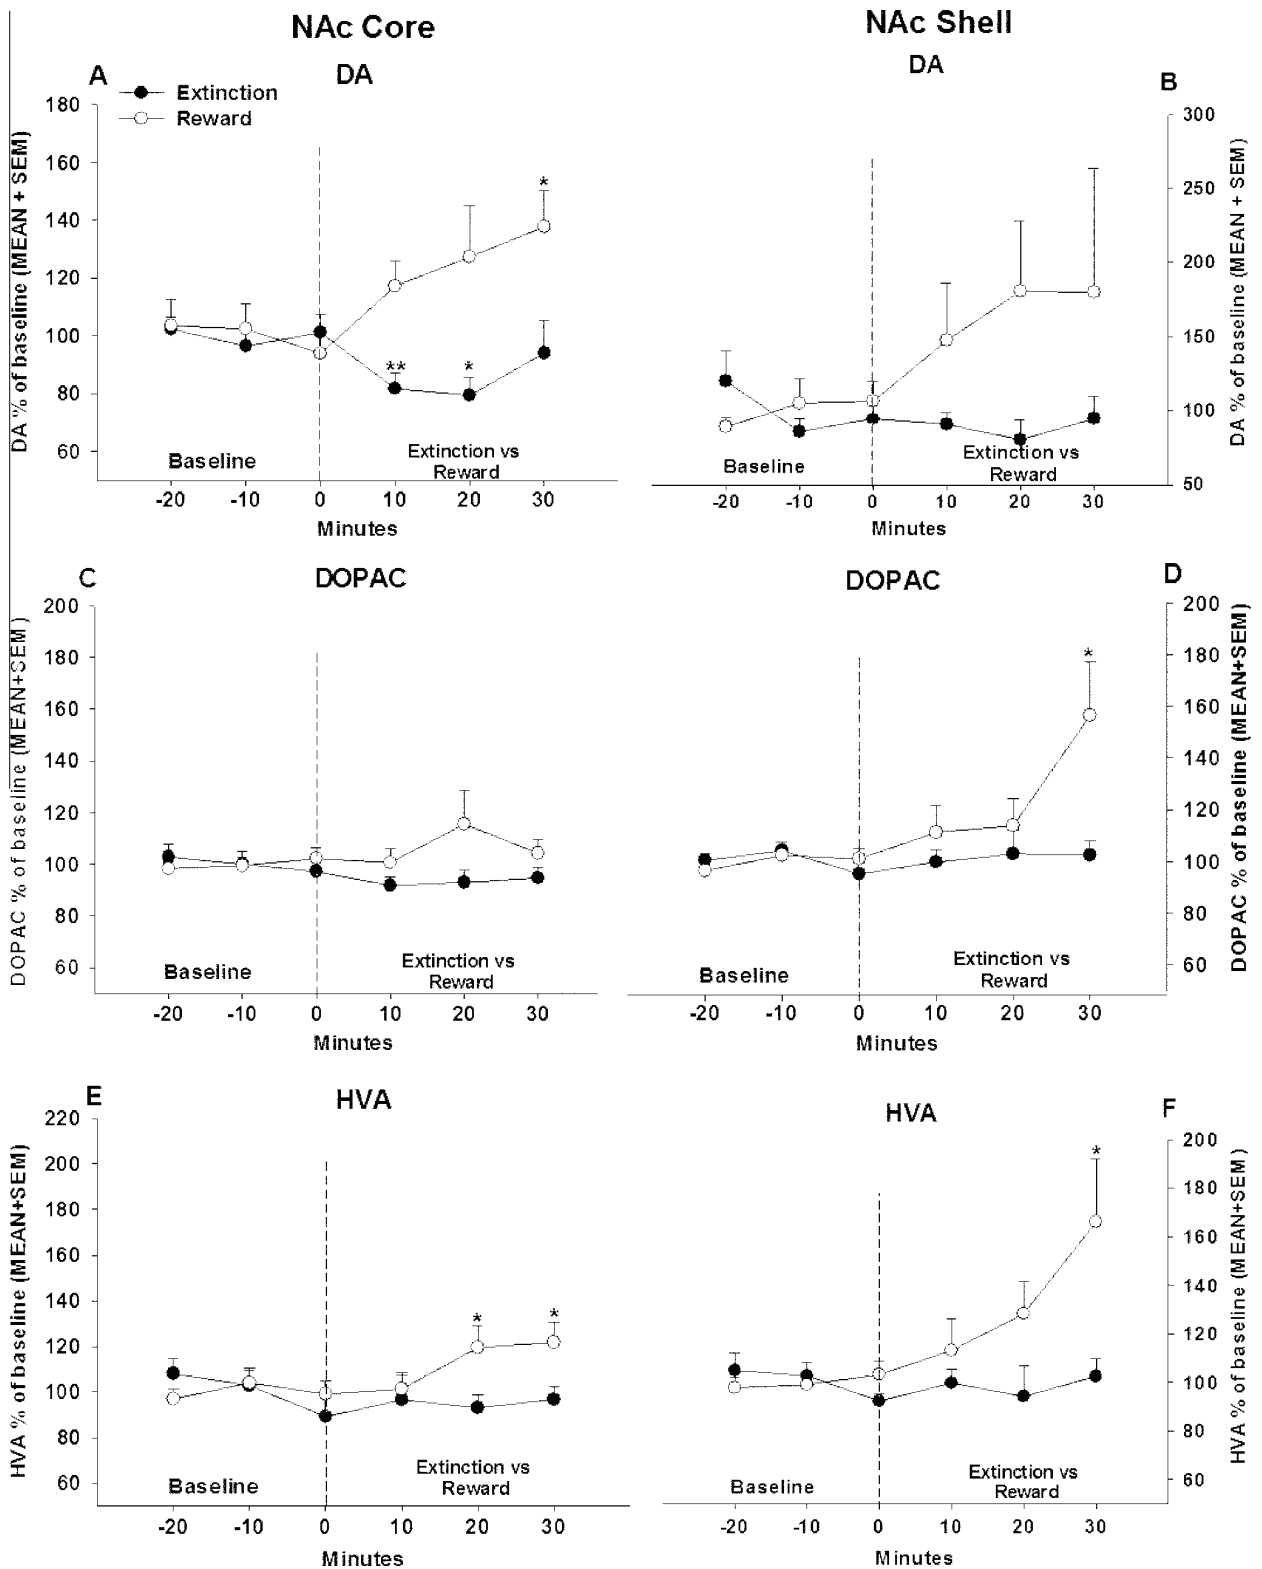 NAc Core
NAc Shell
A
DA
DA
B
Extinction
Reward
DA % of baseline (MEAN + SEM)
180
160
140
120
100
80
60
*
**
*
Baseline
Extinction vs
Reward
-20
-10
0
10
20
30
Minutes
300
250
200
150
100
50
DA % of baseline (MEAN + SEM)
Baseline
Extinction vs
Reward
-20
-10
0
10
20
30
Minutes
C
DOPAC
DOPAC % of baseline (MEAN+SEM)
200
180
160
140
120
100
80
60
Baseline
Extinction vs
Reward
-20
-10
0
10
20
30
Minutes
DOPAC
D
200
180
160
140
120
100
80
60
DOPAC % of baseline (MEAN+SEM)
*
Baseline
Extinction vs
Reward
-20
-10
0
10
20
30
Minutes
E
HVA
HVA % of baseline (MEAN+SEM)
220
200
180
160
140
120
100
80
60
*
*
Baseline
Extinction vs
Reward
-20
-10
0
10
20
30
Minutes
HVA
F
200
180
160
140
120
100
80
60
HVA % of baseline (MEAN+SEM)
*
Baseline
Extinction vs
Reward
-20
-10
0
10
20
30
Minutes